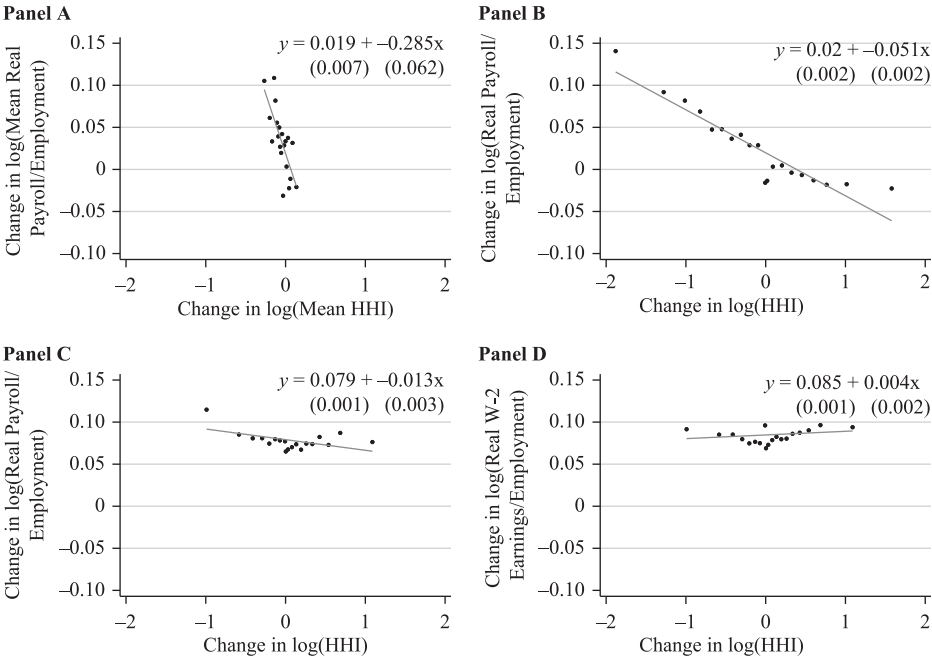 Panel A
Change in log(Mean Real
Payroll/Employment)
0.15
0.10
0.05
0
–0.05
–0.10
y = 0.019 + –0.285x
(0.007) (0.062)
–2 –1 0 1 2
Change in log(Mean HHI)
Panel B
Change in log(Real Payroll/
Employment)
0.15
0.10
0.05
0
–0.05
–0.10
y = 0.02 + –0.051x
(0.002) (0.002)
–2 –1 0 1 2
Change in log(HHI)
Panel C
Change in log(Real Payroll/
Employment)
0.15
0.10
0.05
0
–0.05
–0.10
y = 0.079 + –0.013x
(0.001) (0.003)
–2 –1 0 1 2
Change in log(HHI)
Panel D
Change in log(Real W-2
Earnings/Employment)
0.15
0.10
0.05
0
–0.05
–0.10
y = 0.085 + 0.004x
(0.001) (0.002)
–2 –1 0 1 2
Change in log(HHI)